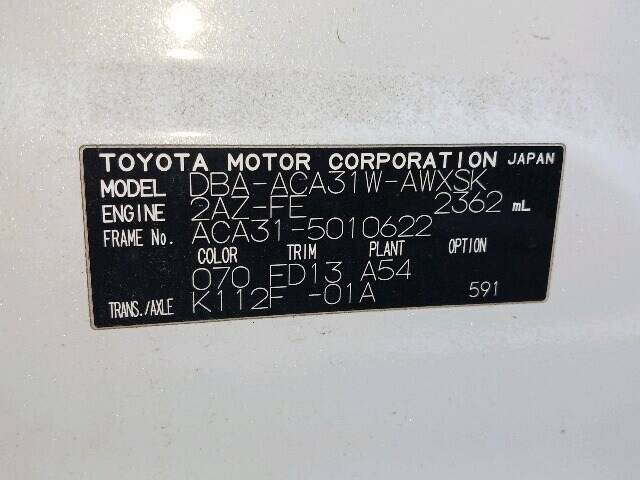 TOYOTA MOTOR CORPORATION JAPAN
MODEL DBA-ACA31W-AWXSK
ENGINE 2AZ-FE 2362 mL
FRAME No. ACA31-5010622
COLOR TRIM PLANT OPTION
070 FD13 A54
TRANS./AXLE K112F -01A 591